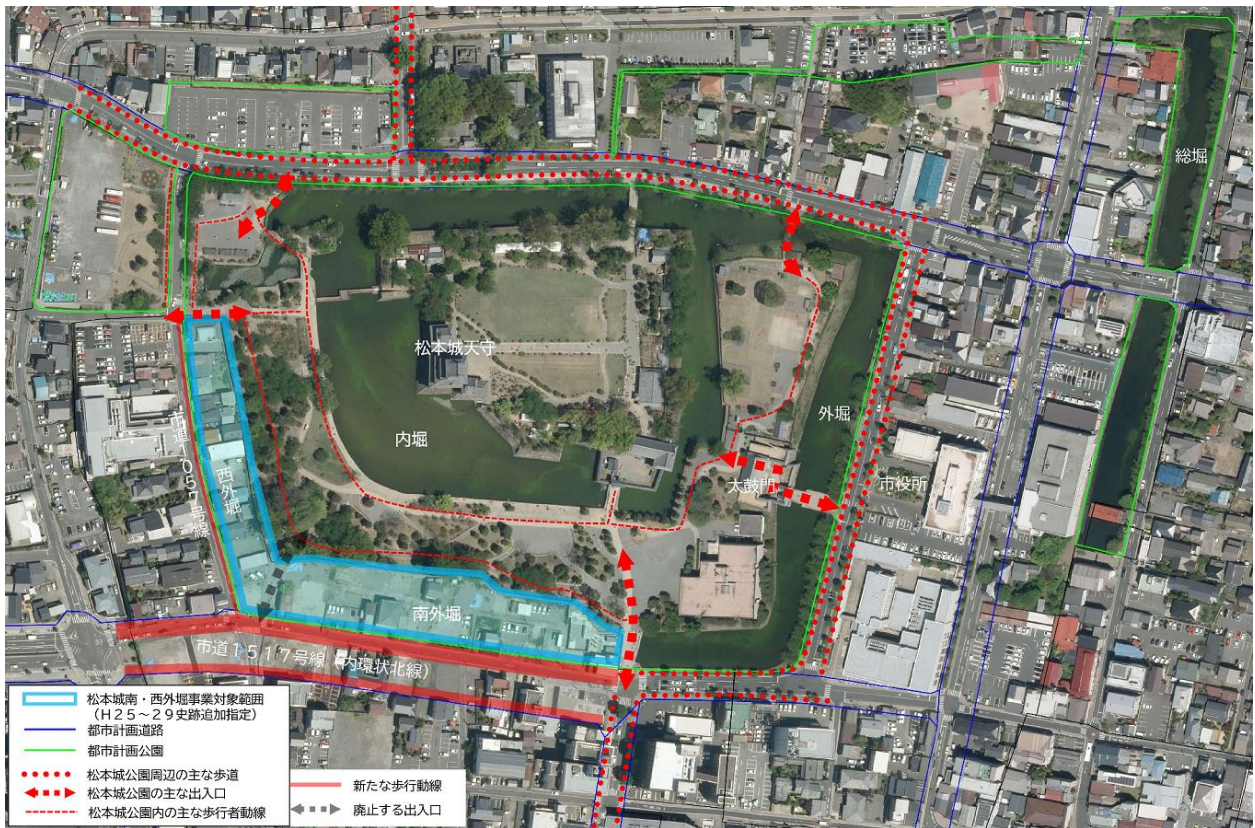 総堀
松本城天守
内堀
外堀
太鼓門
市役所
市道1057号線
西外堀
南外堀
市道1517号線（内環状北線）
松本城南・西外堀事業対象範囲
（H25～29史跡追加指定）
都市計画道路
都市計画公園
松本城公園周辺の主な歩道
松本城公園の主な出入口
松本城公園内の主な歩行者動線
新たな歩行動線
廃止する出入口